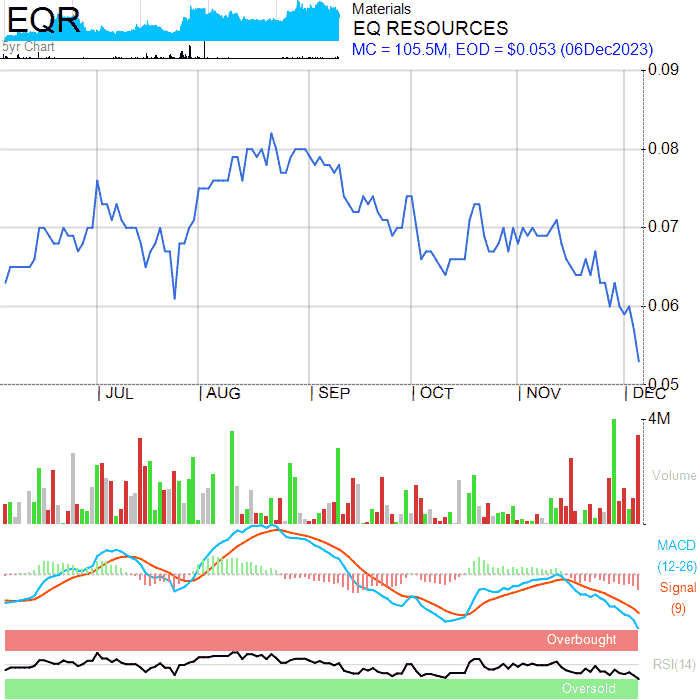 EQR
5yr Chart
Materials
EQ RESOURCES
MC = 105.5M, EOD = $0.053 (06Dec2023)
0.09
0.08
0.07
0.06
0.05
JUL AUG SEP OCT NOV DEC
4M
Volume
MACD
(12-26)
Signal
(9)
Overbought
RSI(14)
Oversold